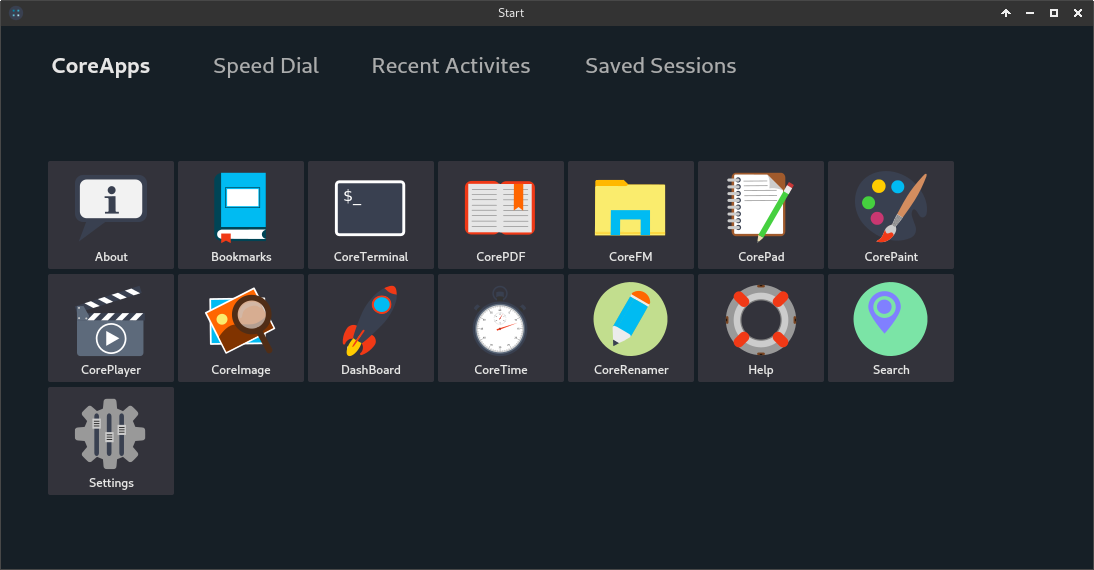 Start
CoreApps Speed Dial Recent Activites Saved Sessions
$_
About Bookmarks CoreTerminal CorePDF CoreFM CorePad CorePaint
CorePlayer CoreImage DashBoard CoreTime CoreRenamer Help Search
Settings